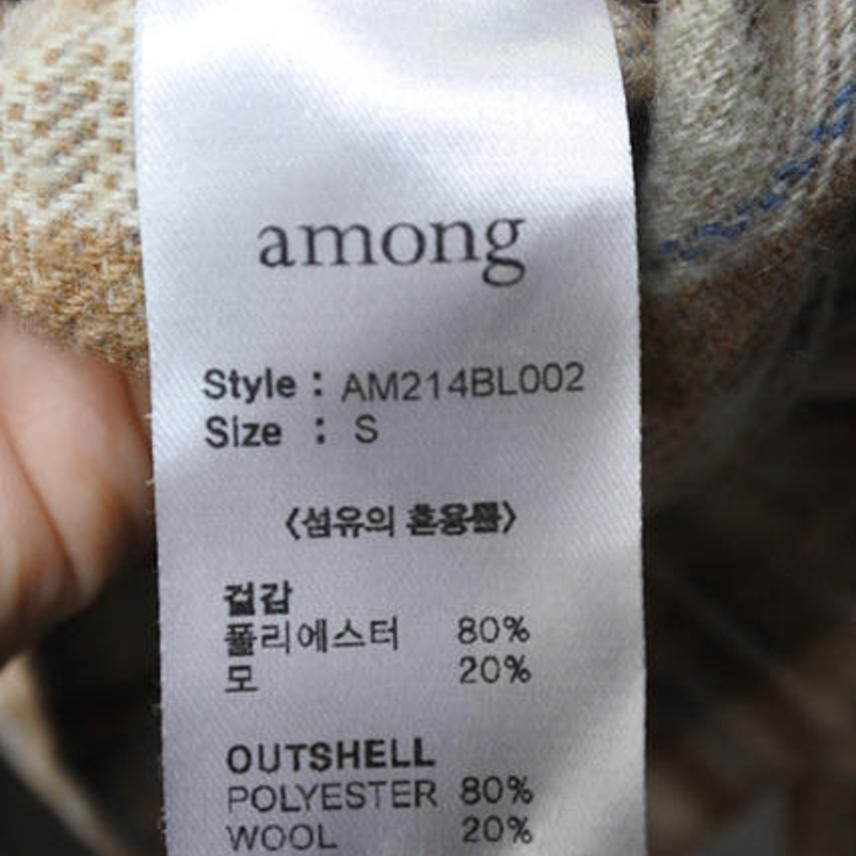 among
Style : AM214BL002
Size : S
〈섬유의 혼용률〉
겉감
폴리에스터 80%
모 20%
OUTSHELL
POLYESTER 80%
WOOL 20%